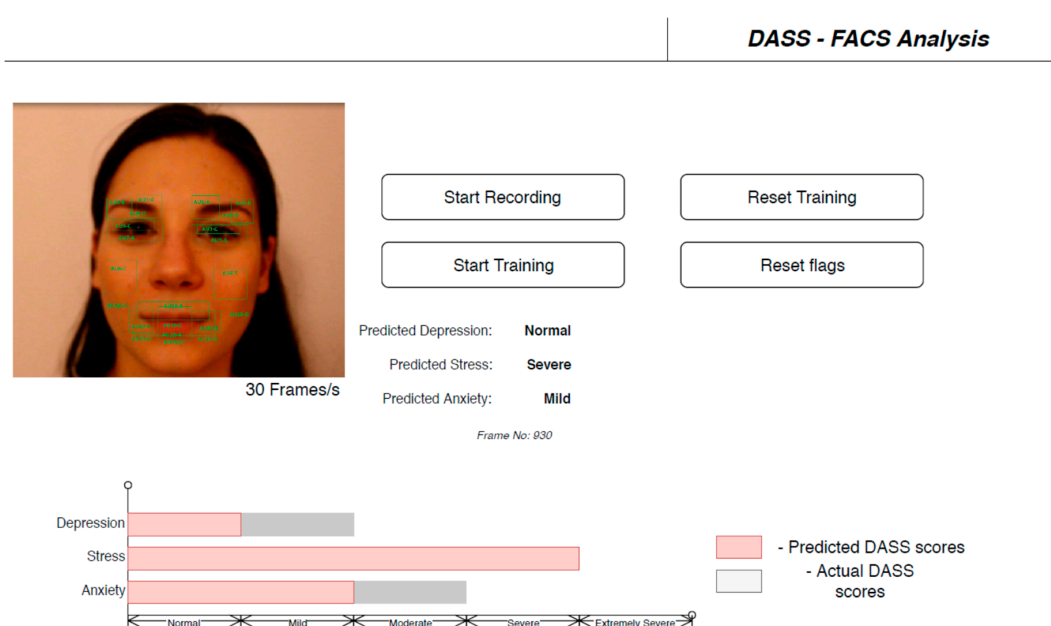 DASS - FACS Analysis
Start Recording
Reset Training
Start Training
Reset flags
Predicted Depression: Normal
30 Frames/s
Predicted Stress: Severe
Predicted Anxiety: Mild
Frame No: 930
Depression
Stress
Anxiety
- Predicted DASS scores
- Actual DASS
scores
Normal Mild Moderate Severe Extremely Severe